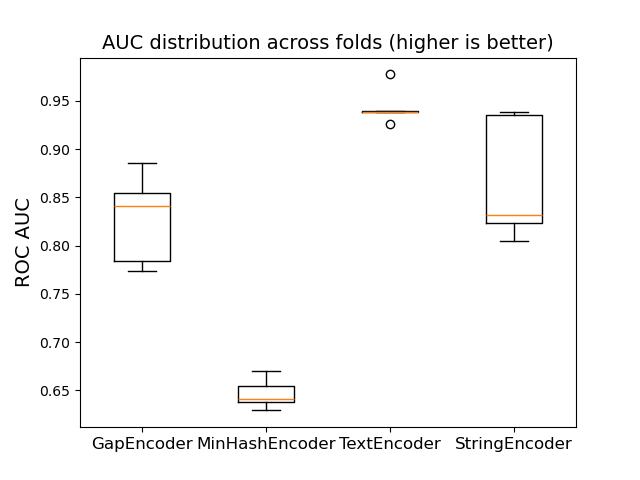 AUC distribution across folds (higher is better)
ROC AUC
0.95
0.90
0.85
0.80
0.75
0.70
0.65
GapEncoder MinHashEncoder TextEncoder StringEncoder